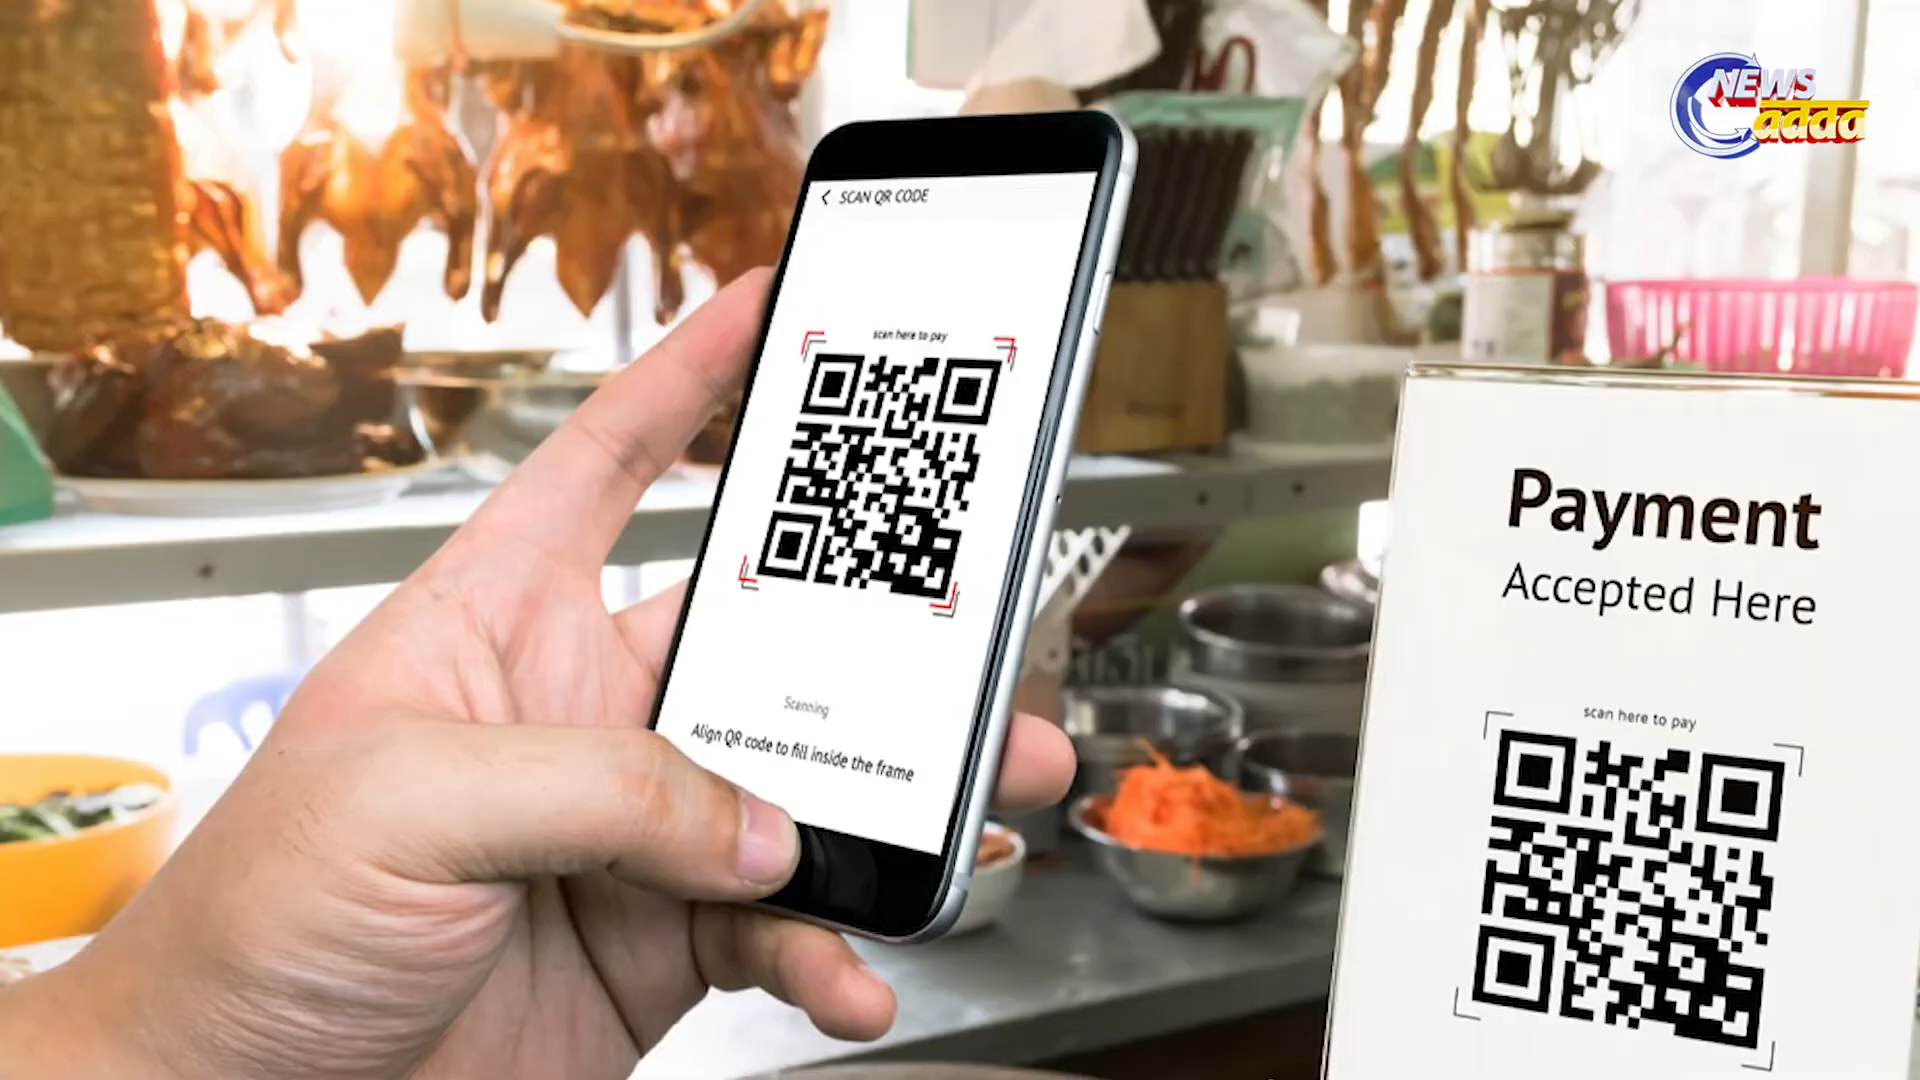 NEWS
adda
SCAN QR CODE
scan here to pay
Scanning
Align QR code to fill inside the frame
Payment
Accepted Here
scan here to pay